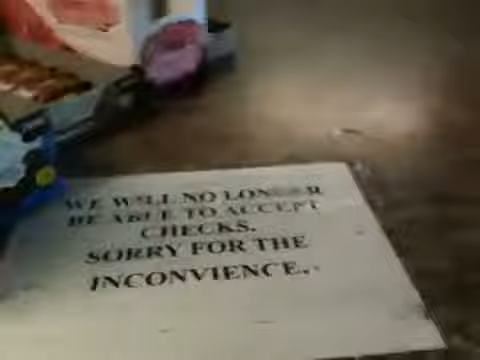 WE WILL NO LONGER
BE ABLE TO ACCEPT
CHECKS.
SORRY FOR THE
INCONVIENCE..